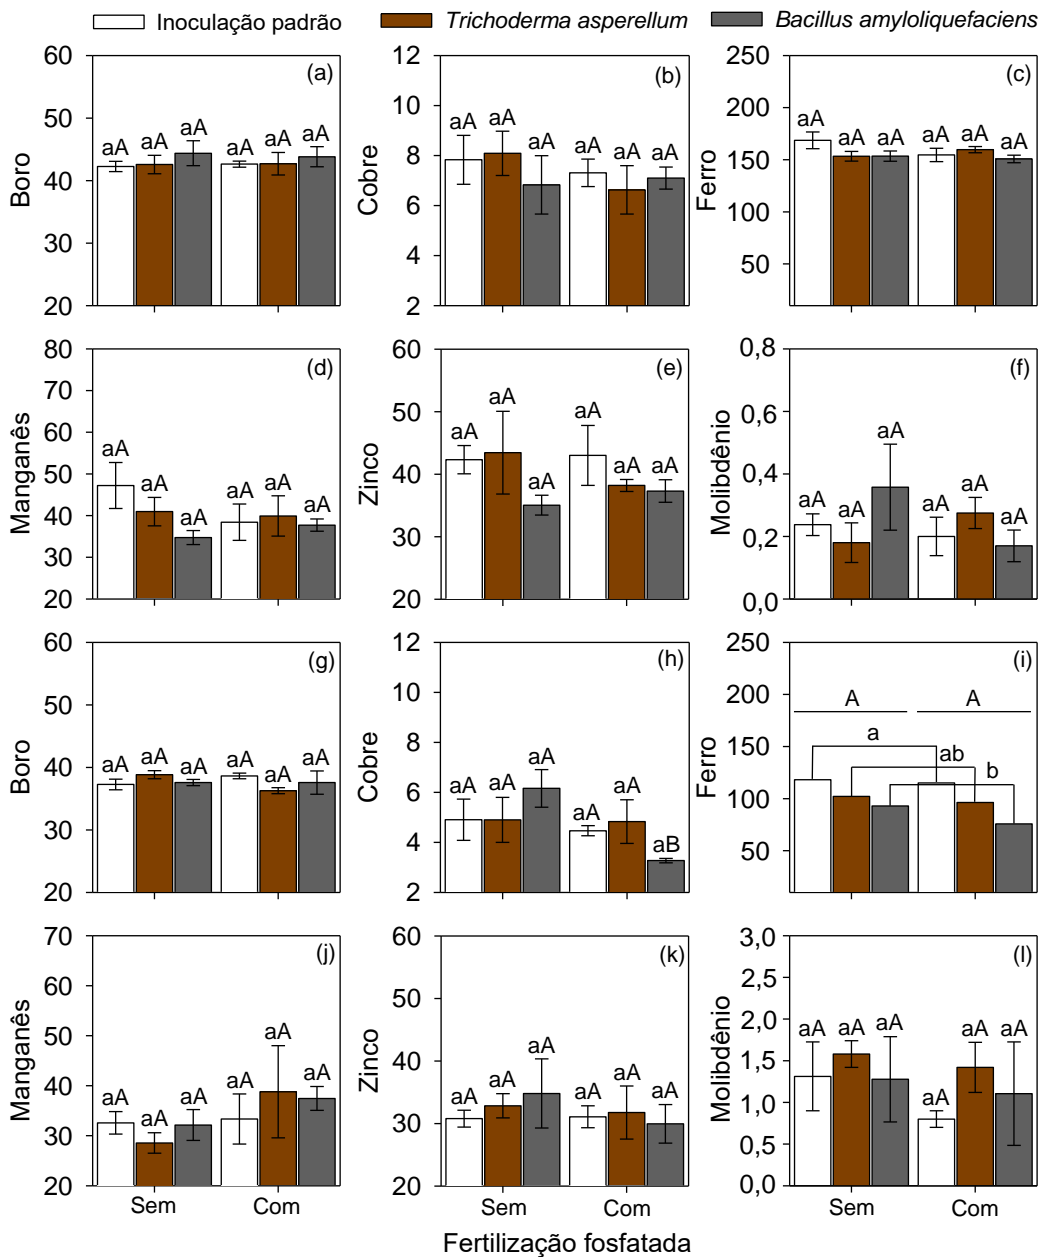 Inoculação padrão Trichoderma asperellum Bacillus amyloliquefaciens
(a)
Boro
60
50
40
30
20
aA aA aA aA aA aA
(b)
Cobre
12
10
8
6
4
2
aA aA aA aA aA aA
(c)
Ferro
250
200
150
100
50
aA aA aA aA aA aA
(d)
Manganês
80
70
60
50
40
30
20
aA aA aA aA aA aA
(e)
Zinco
60
50
40
30
20
aA aA aA aA aA aA
(f)
Molibdênio
0,8
0,6
0,4
0,2
0,0
aA aA aA aA aA aA
(g)
Boro
60
50
40
30
20
aA aA aA aA aA aA
(h)
Cobre
12
10
8
6
4
2
aA aA aA aA aA aB
(i)
Ferro
250
200
150
100
50
A A
a
ab
b
(j)
Manganês
70
60
50
40
30
20
aA aA aA aA aA aA
Sem Com
(k)
Zinco
60
50
40
30
20
aA aA aA aA aA aA
Sem Com
(l)
Molibdênio
3,0
2,5
2,0
1,5
1,0
0,5
0,0
aA aA aA aA aA aA
Sem Com
Fertilização fosfatada